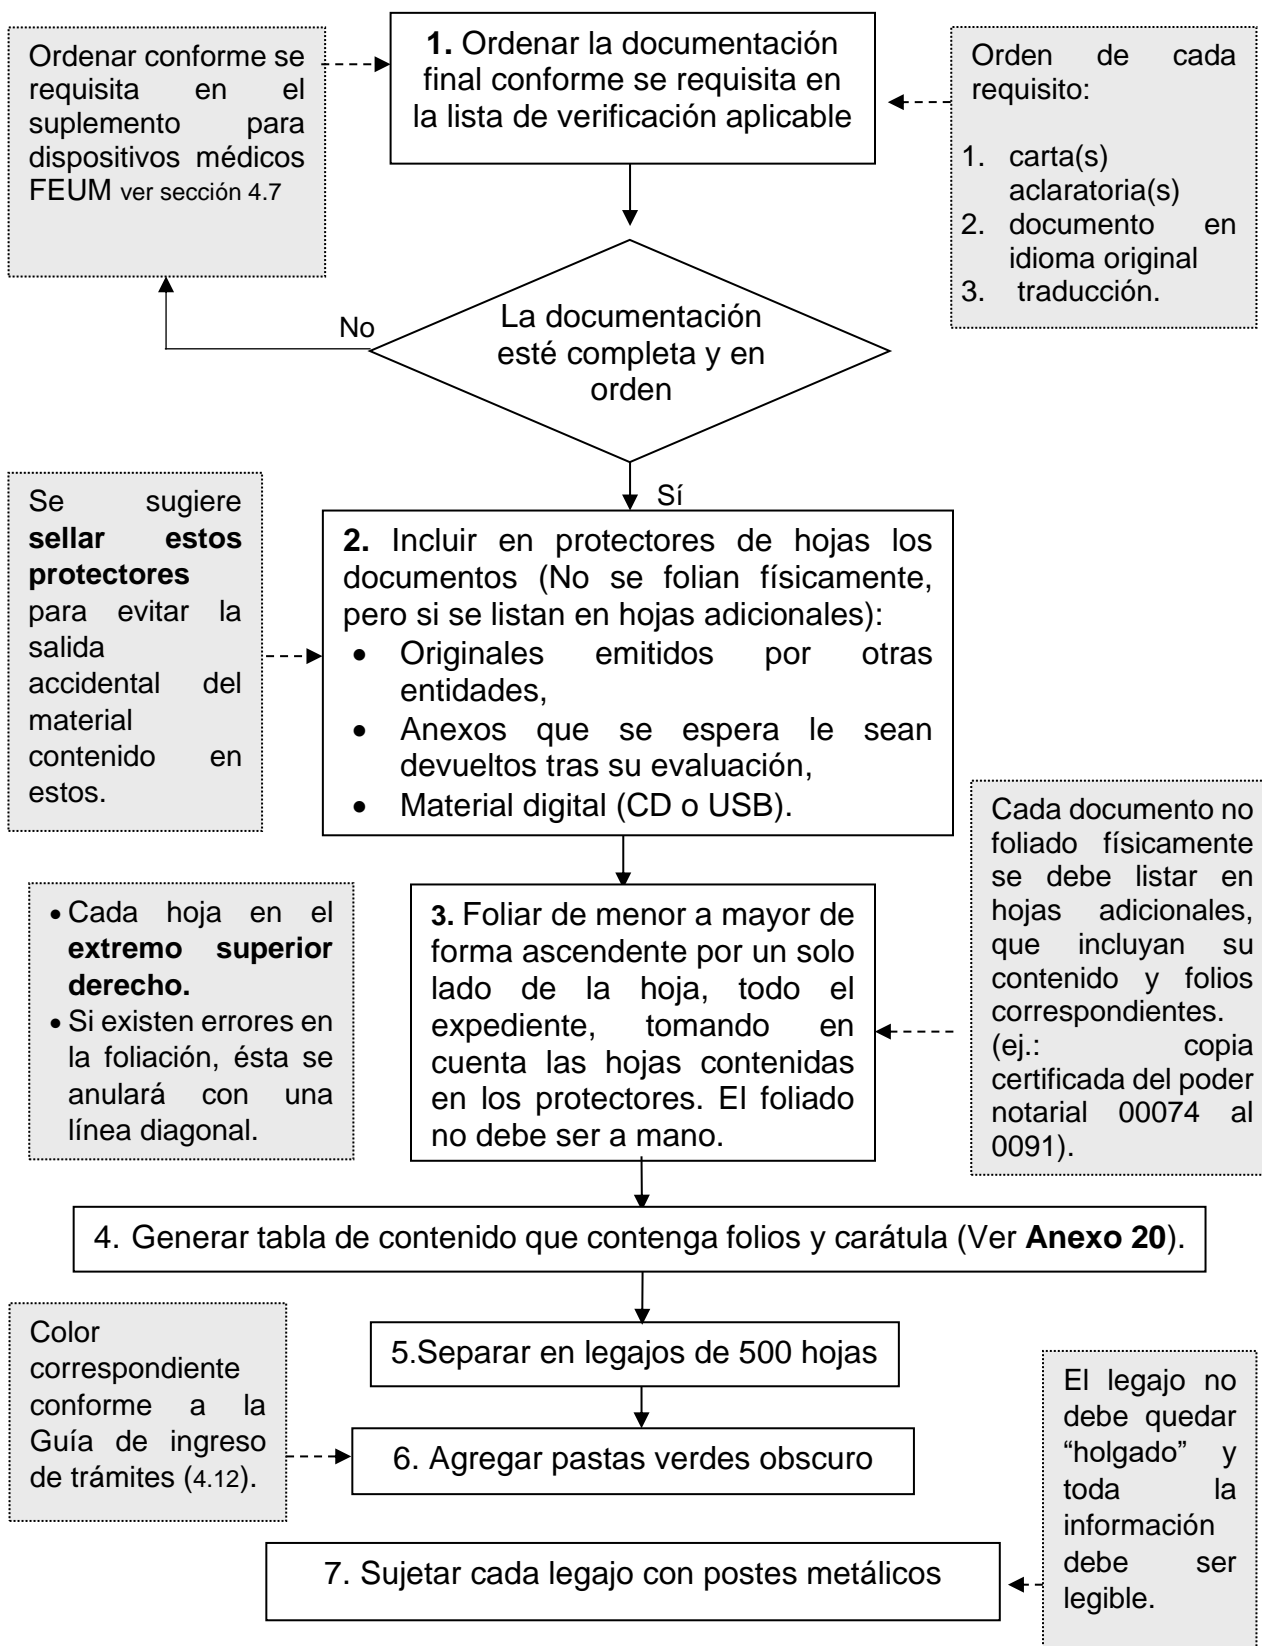 1. Ordenar la documentación
final conforme se requisita en
la lista de verificación aplicable
Ordenar conforme se
requisita en el
suplemento para
dispositivos médicos
FEUM ver sección 4.7
Orden de cada
requisito:
1. carta(s)
aclaratoria(s)
2. documento en
idioma original
3. traducción.
La documentación
esté completa y en
orden
No
Sí
Se sugiere
sellar estos
protectores
para evitar la
salida
accidental del
material
contenido en
estos.
2. Incluir en protectores de hojas los
documentos (No se folian físicamente,
pero si se listan en hojas adicionales):
• Originales emitidos por otras
entidades,
• Anexos que se espera le sean
devueltos tras su evaluación,
• Material digital (CD o USB).
Cada documento no
foliado físicamente
se debe listar en
hojas adicionales,
que incluyan su
contenido y folios
correspondientes.
(ej.: copia
certificada del poder
notarial 00074 al
0091).
• Cada hoja en el
extremo superior
derecho.
• Si existen errores en
la foliación, ésta se
anulará con una
línea diagonal.
3. Foliar de menor a mayor de
forma ascendente por un solo
lado de la hoja, todo el
expediente, tomando en
cuenta las hojas contenidas
en los protectores. El foliado
no debe ser a mano.
4. Generar tabla de contenido que contenga folios y carátula (Ver Anexo 20).
5.Separar en legajos de 500 hojas
Color
correspondiente
conforme a la
Guía de ingreso
de trámites (4.12).
6. Agregar pastas verdes obscuro
El legajo no
debe quedar
“holgado” y
toda la
información
debe ser
legible.
7. Sujetar cada legajo con postes metálicos